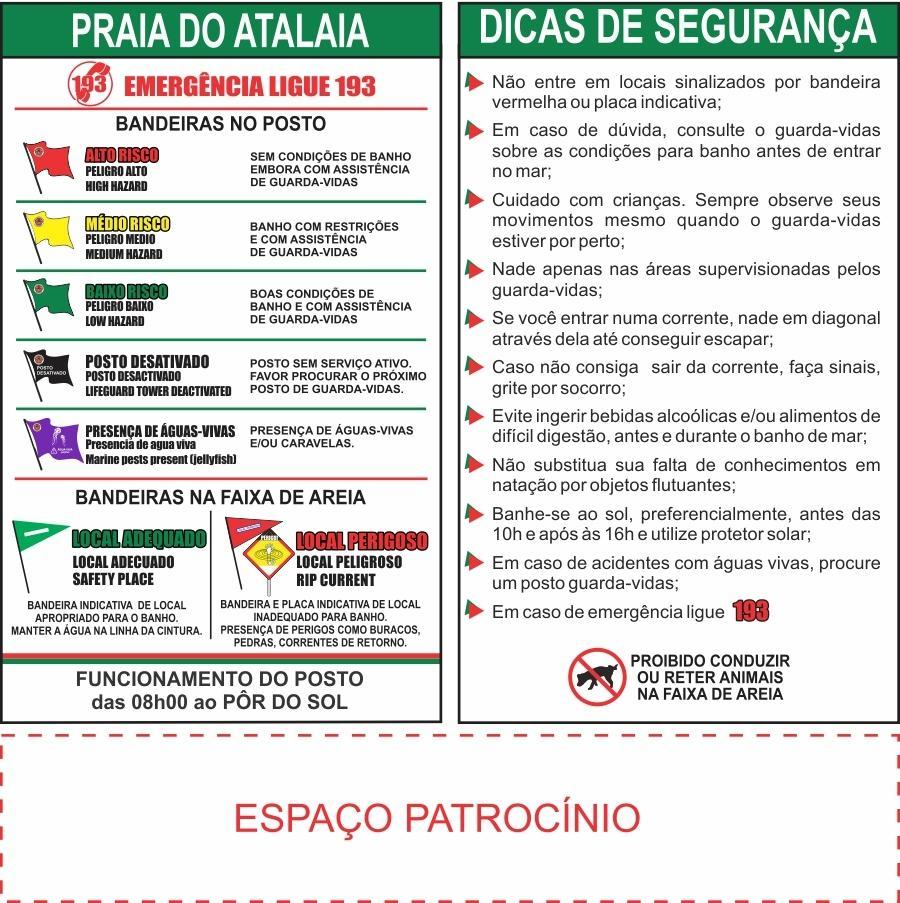 PRAIA DO ATALAIA
193 EMERGÊNCIA LIGUE 193
BANDEIRAS NO POSTO
ALTO RISCO
PELIGRO ALTO
HIGH HAZARD
SEM CONDIÇÕES DE BANHO
EMBORA COM ASSISTÊNCIA
DE GUARDA-VIDAS
MÉDIO RISCO
PELIGRO MEDIO
MEDIUM HAZARD
BANHO COM RESTRIÇÕES
E COM ASSISTÊNCIA
DE GUARDA-VIDAS
BAIXO RISCO
PELIGRO BAIXO
LOW HAZARD
BOAS CONDIÇÕES DE
BANHO E COM ASSISTÊNCIA
DE GUARDA-VIDAS
POSTO
DESATIVADO
POSTO DESATIVADO
POSTO DESACTIVADO
LIFEGUARD TOWER DEACTIVATED
POSTO SEM SERVIÇO ATIVO.
FAVOR PROCURAR O PRÓXIMO
POSTO DE GUARDA-VIDAS.
PRESENÇA DE ÁGUAS-VIVAS
Presencia de agua viva
Marine pests present (jellyfish)
PRESENÇA DE ÁGUAS-VIVAS
E/OU CARAVELAS.
BANDEIRAS NA FAIXA DE AREIA
LOCAL ADEQUADO
LOCAL ADECUADO
SAFETY PLACE
BANDEIRA INDICATIVA DE LOCAL
APROPRIADO PARA O BANHO.
MANTER A ÁGUA NA LINHA DA CINTURA.
PERIGO
LOCAL PERIGOSO
LOCAL PELIGROSO
RIP CURRENT
BANDEIRA E PLACA INDICATIVA DE LOCAL
INADEQUADO PARA BANHO.
PRESENÇA DE PERIGOS COMO BURACOS,
PEDRAS, CORRENTES DE RETORNO.
FUNCIONAMENTO DO POSTO
das 08h00 ao PÔR DO SOL
DICAS DE SEGURANÇA
Não entre em locais sinalizados por bandeira
vermelha ou placa indicativa;
Em caso de dúvida, consulte o guarda-vidas
sobre as condições para banho antes de entrar
no mar;
Cuidado com crianças. Sempre observe seus
movimentos mesmo quando o guarda-vidas
estiver por perto;
Nade apenas nas áreas supervisionadas pelos
guarda-vidas;
Se você entrar numa corrente, nade em diagonal
através dela até conseguir escapar;
Caso não consiga sair da corrente, faça sinais,
grite por socorro;
Evite ingerir bebidas alcoólicas e/ou alimentos de
difícil digestão, antes e durante o banho de mar;
Não substitua sua falta de conhecimentos em
natação por objetos flutuantes;
Banhe-se ao sol, preferencialmente, antes das
10h e após às 16h e utilize protetor solar;
Em caso de acidentes com águas vivas, procure
um posto guarda-vidas;
Em caso de emergência ligue 193
PROIBIDO CONDUZIR
OU RETER ANIMAIS
NA FAIXA DE AREIA
ESPAÇO PATROCÍNIO